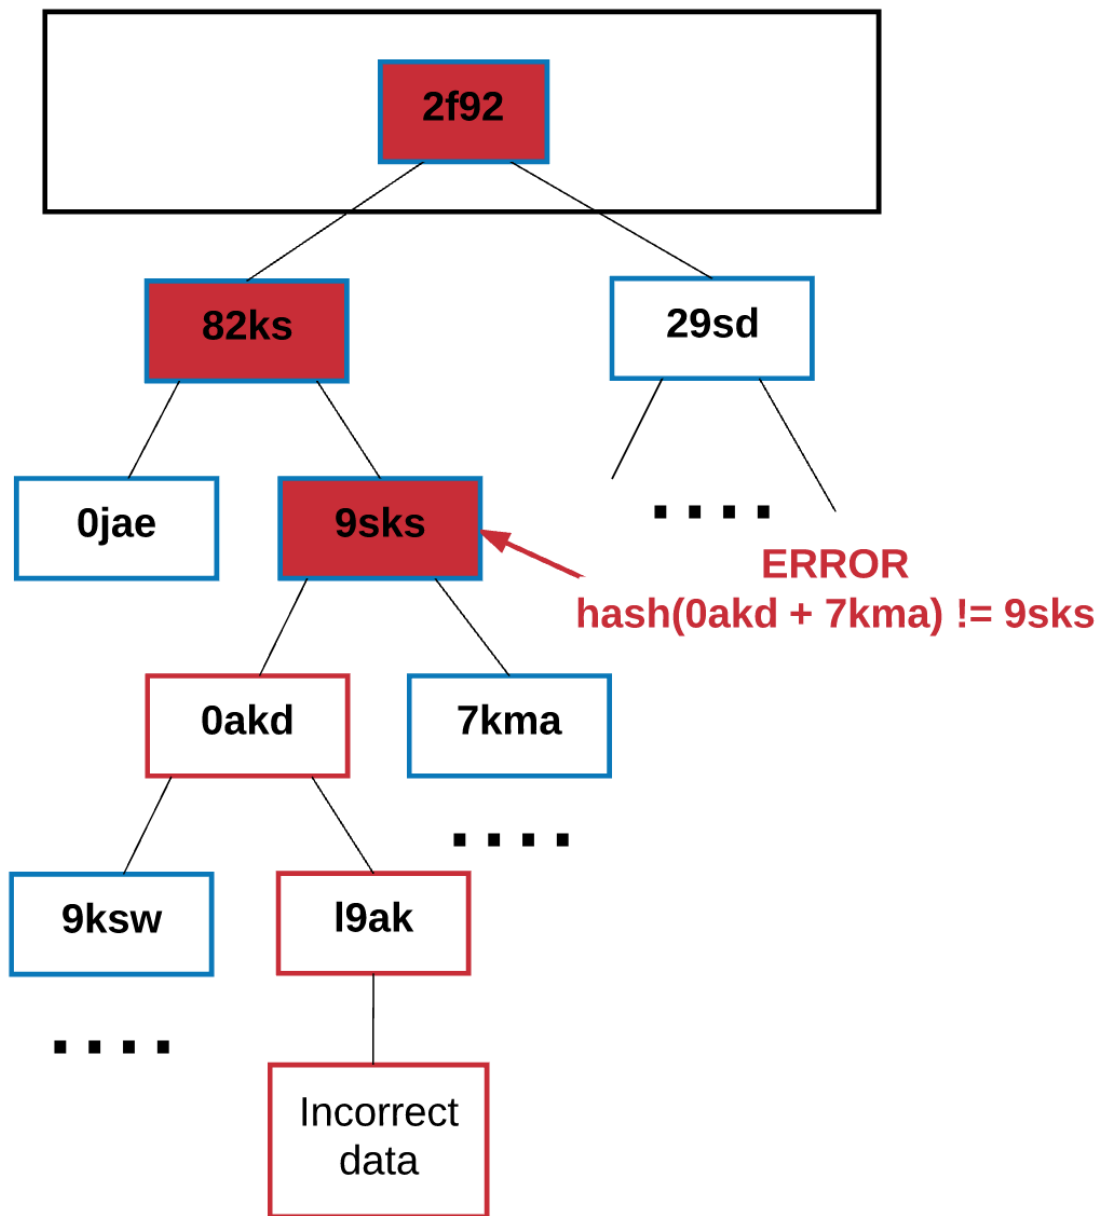 2f92
82ks
29sd
0jae
9sks
....
ERROR
hash(0akd + 7kma) != 9sks
0akd
7kma
....
9ksw
l9ak
....
Incorrect
data